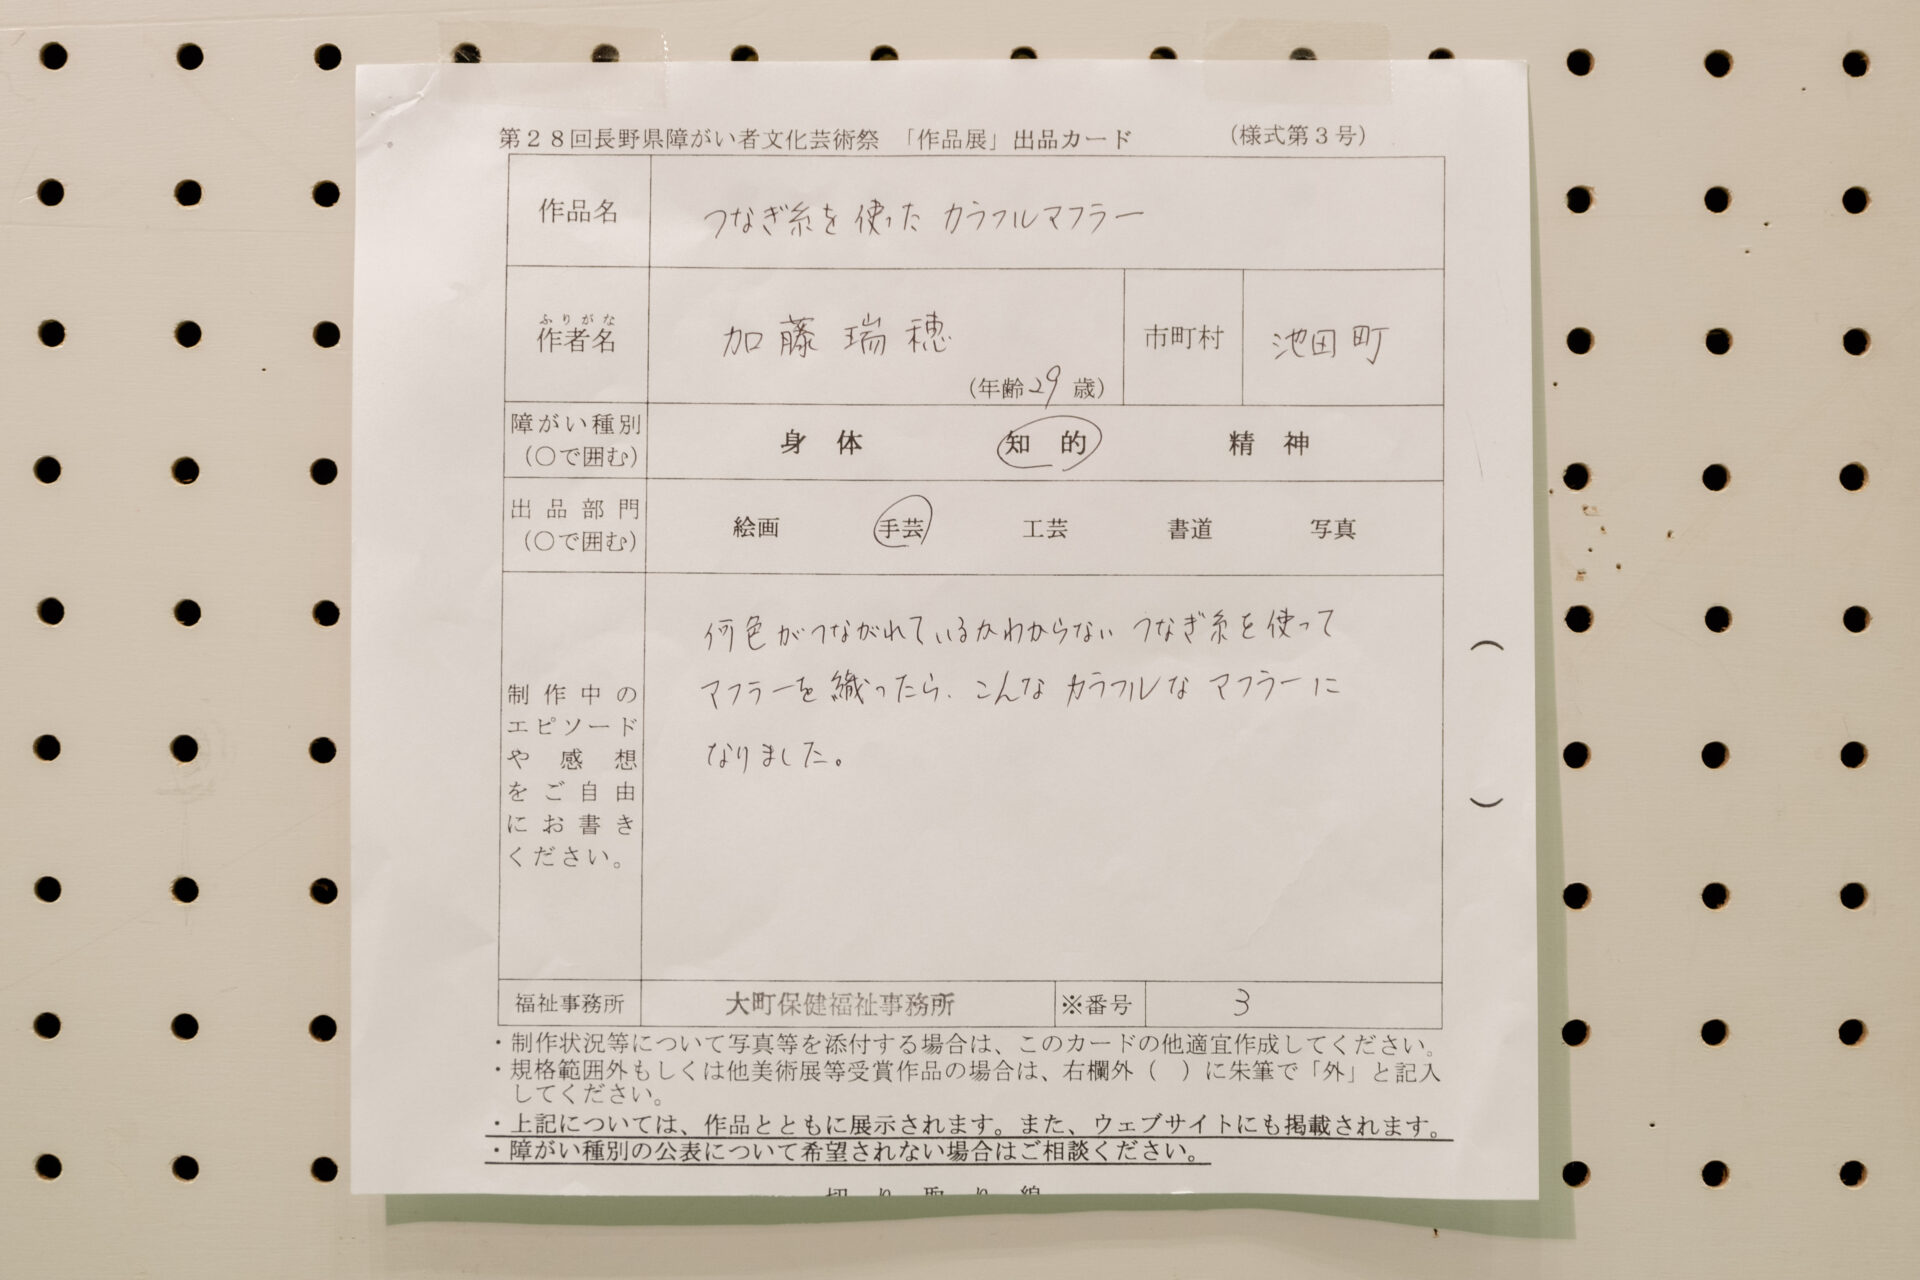 第２８回長野県障がい者文化芸術祭 「作品展」出品カード （様式第３号）
作品名 つなぎ糸を使った カラフルマフラー
ふりがな
作者名 加藤 瑞穂 市町村 池田町
（年齢29歳）
障がい種別
（○で囲む） 身体 知的 精神
出品部門
（○で囲む） 絵画 手芸 工芸 書道 写真
制作中の
エピソード
や感想
をご自由
にお書き
ください。
何色がつながれているかわからない つなぎ糸を使って
マフラーを織ったら、こんな カラフルな マフラーに
なりました。
（ ）
福祉事務所 大町保健福祉事務所 ※番号 3
・制作状況等について写真等を添付する場合は、このカードの他適宜作成してください。
・規格範囲外もしくは他美術展等受賞作品の場合は、右欄外（ ）に朱筆で「外」と記入
してください。
・上記については、作品とともに展示されます。また、ウェブサイトにも掲載されます。
・障がい種別の公表について希望されない場合はご相談ください。
切り取り線